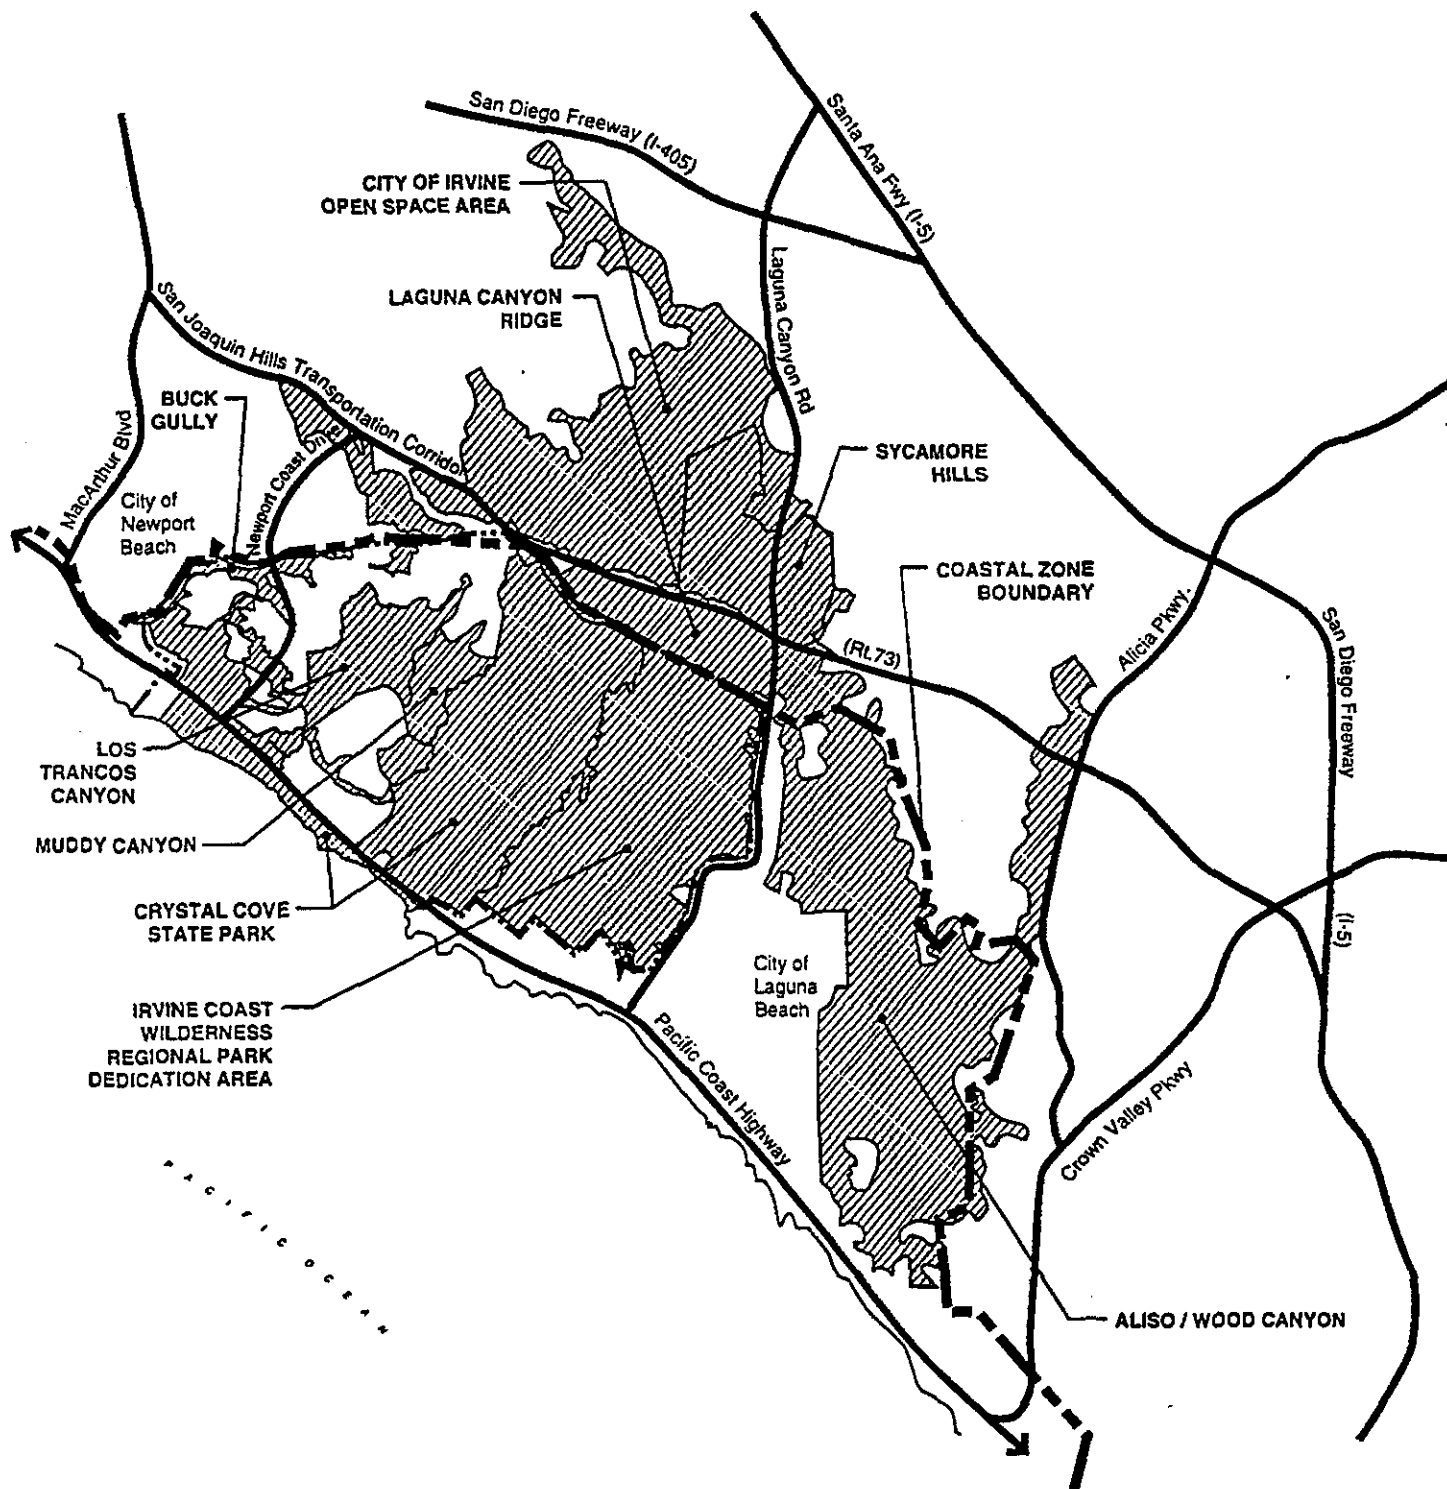 San Diego Freeway (I-405)
Santa Ana Fwy (I-5)
CITY OF IRVINE
OPEN SPACE AREA
LAGUNA CANYON
RIDGE
Laguna Canyon Rd
San Joaquin Hills Transportation Corridor
BUCK
GULLY
MacArthur Blvd
Newport Coast Drive
City of
Newport
Beach
SYCAMORE
HILLS
COASTAL ZONE
BOUNDARY
Alicia Pkwy.
(Rt.73)
San Diego Freeway
(I-5)
LOS
TRANCOS
CANYON
MUDDY CANYON
CRYSTAL COVE
STATE PARK
City of
Laguna
Beach
IRVINE COAST
WILDERNESS
REGIONAL PARK
DEDICATION AREA
Pacific Coast Highway
Crown Valley Pkwy
PACIFIC OCEAN
ALISO / WOOD CANYON